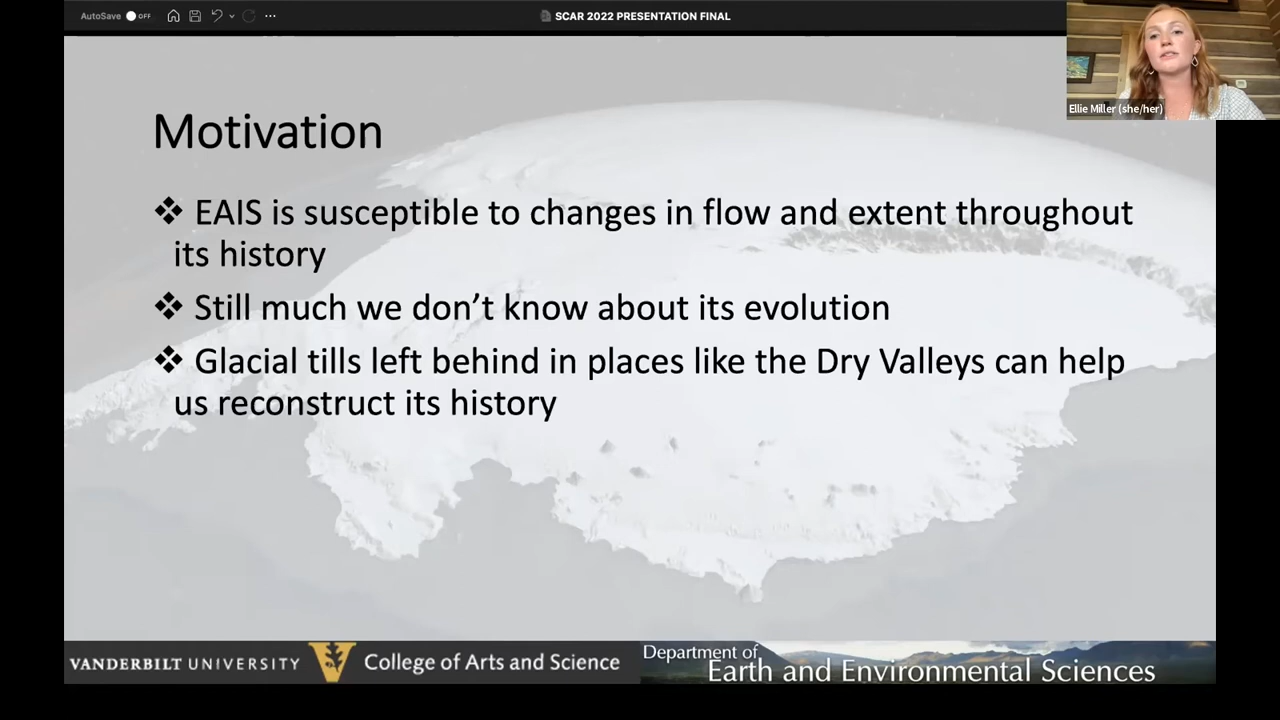 AutoSave OFF
SCAR 2022 PRESENTATION FINAL
Ellie Miller (she/her)
Motivation
❖ EAIS is susceptible to changes in flow and extent throughout
its history
❖ Still much we don’t know about its evolution
❖ Glacial tills left behind in places like the Dry Valleys can help
us reconstruct its history
VANDERBILT UNIVERSITY
College of Arts and Science
Department of
Earth and Environmental Sciences